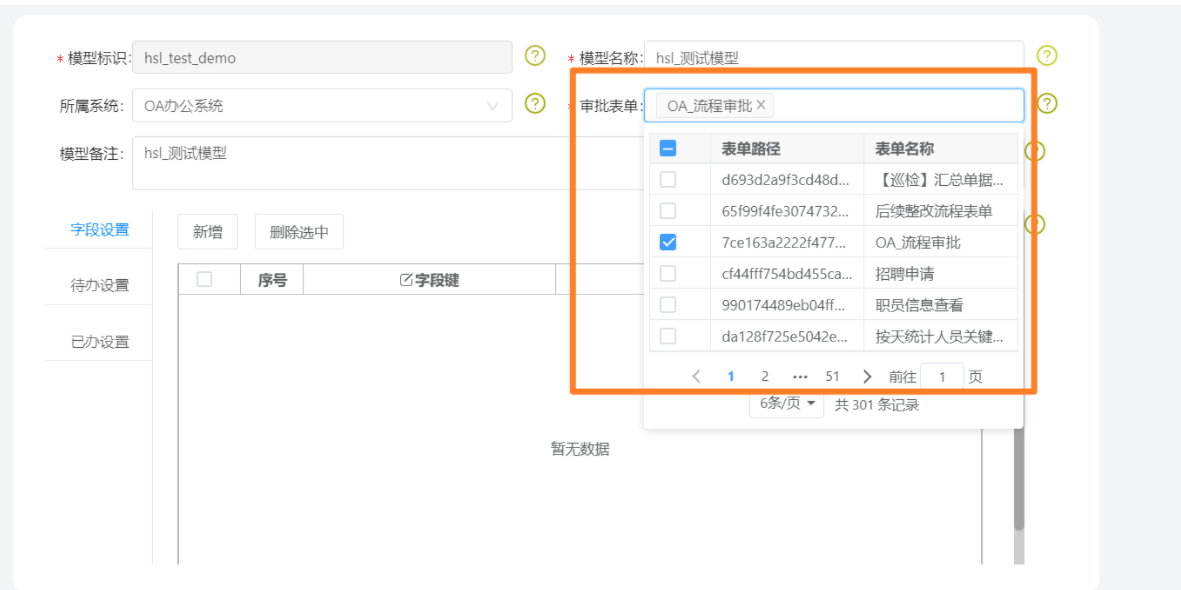 * 模型标识: hsl_test_demo ? * 模型名称: hsl_测试模型 ?
所属系统: OA办公系统 ? * 审批表单: OA_流程审批 × ?
模型备注: hsl_测试模型 ?
表单路径 表单名称
d693d2a9f3cd48d... 【巡检】汇总单据...
65f99f4fe3074732... 后续整改流程表单
7ce163a2222f477... OA_流程审批
cf44fff754bd455ca... 招聘申请
990174489eb04ff... 职员信息查看
da128f725e5042e... 按天统计人员关键...
< 1 2 ••• 51 > 前往 1 页
6条/页 共 301 条记录
字段设置 新增 删除选中 ?
待办设置 序号 字段键
已办设置
暂无数据